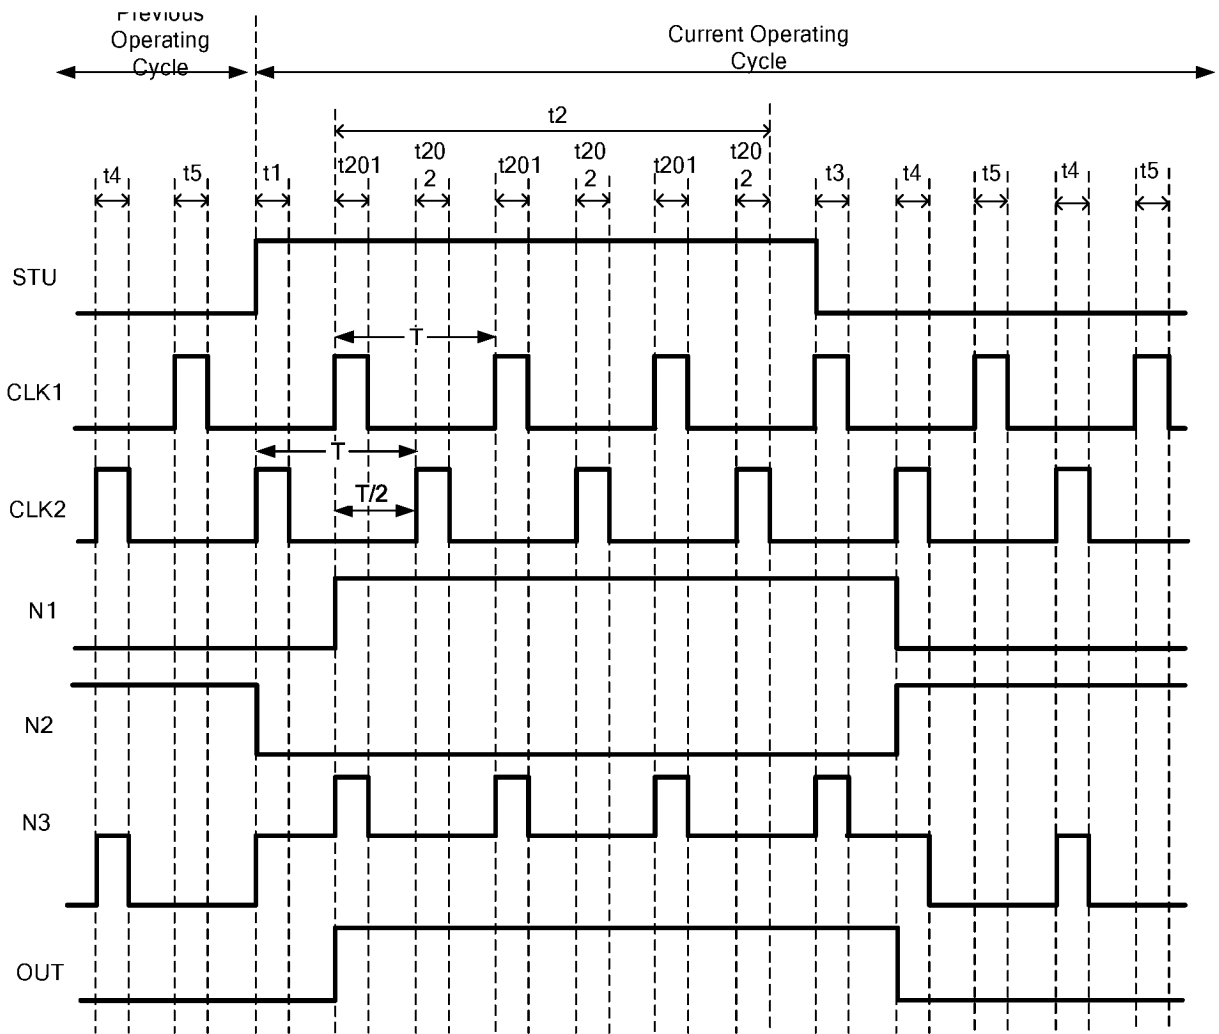 Previous
Operating
Cycle
Current Operating
Cycle
t2
t4
t5
t1
t201
t20
2
t201
t20
2
t201
t20
2
t3
t4
t5
t4
t5
STU
T
CLK1
T
CLK2
T/2
N1
N2
N3
OUT